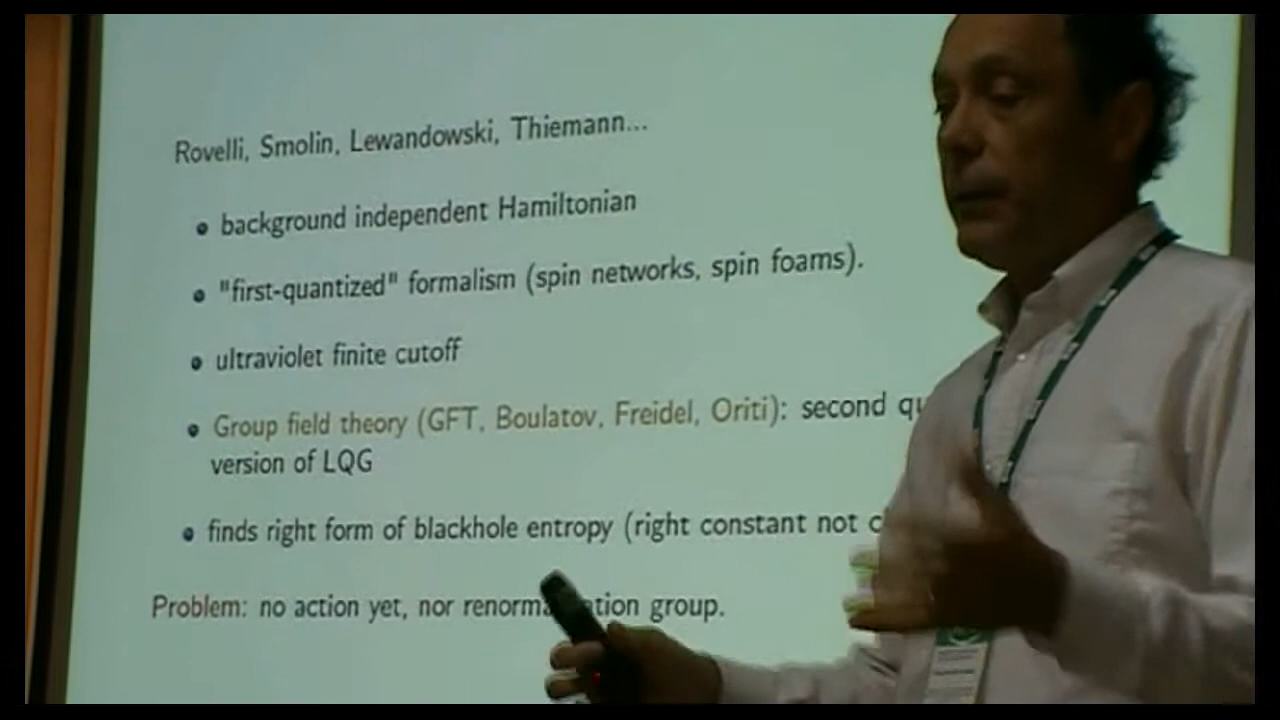 Rovelli, Smolin, Lewandowski, Thiemann...
background independent Hamiltonian
"first-quantized" formalism (spin networks, spin foams).
ultraviolet finite cutoff
Group field theory (GFT, Boulatov, Freidel, Oriti): second
version of LQG
finds right form of blackhole entropy (right constant not
Problem: no action yet, nor group.